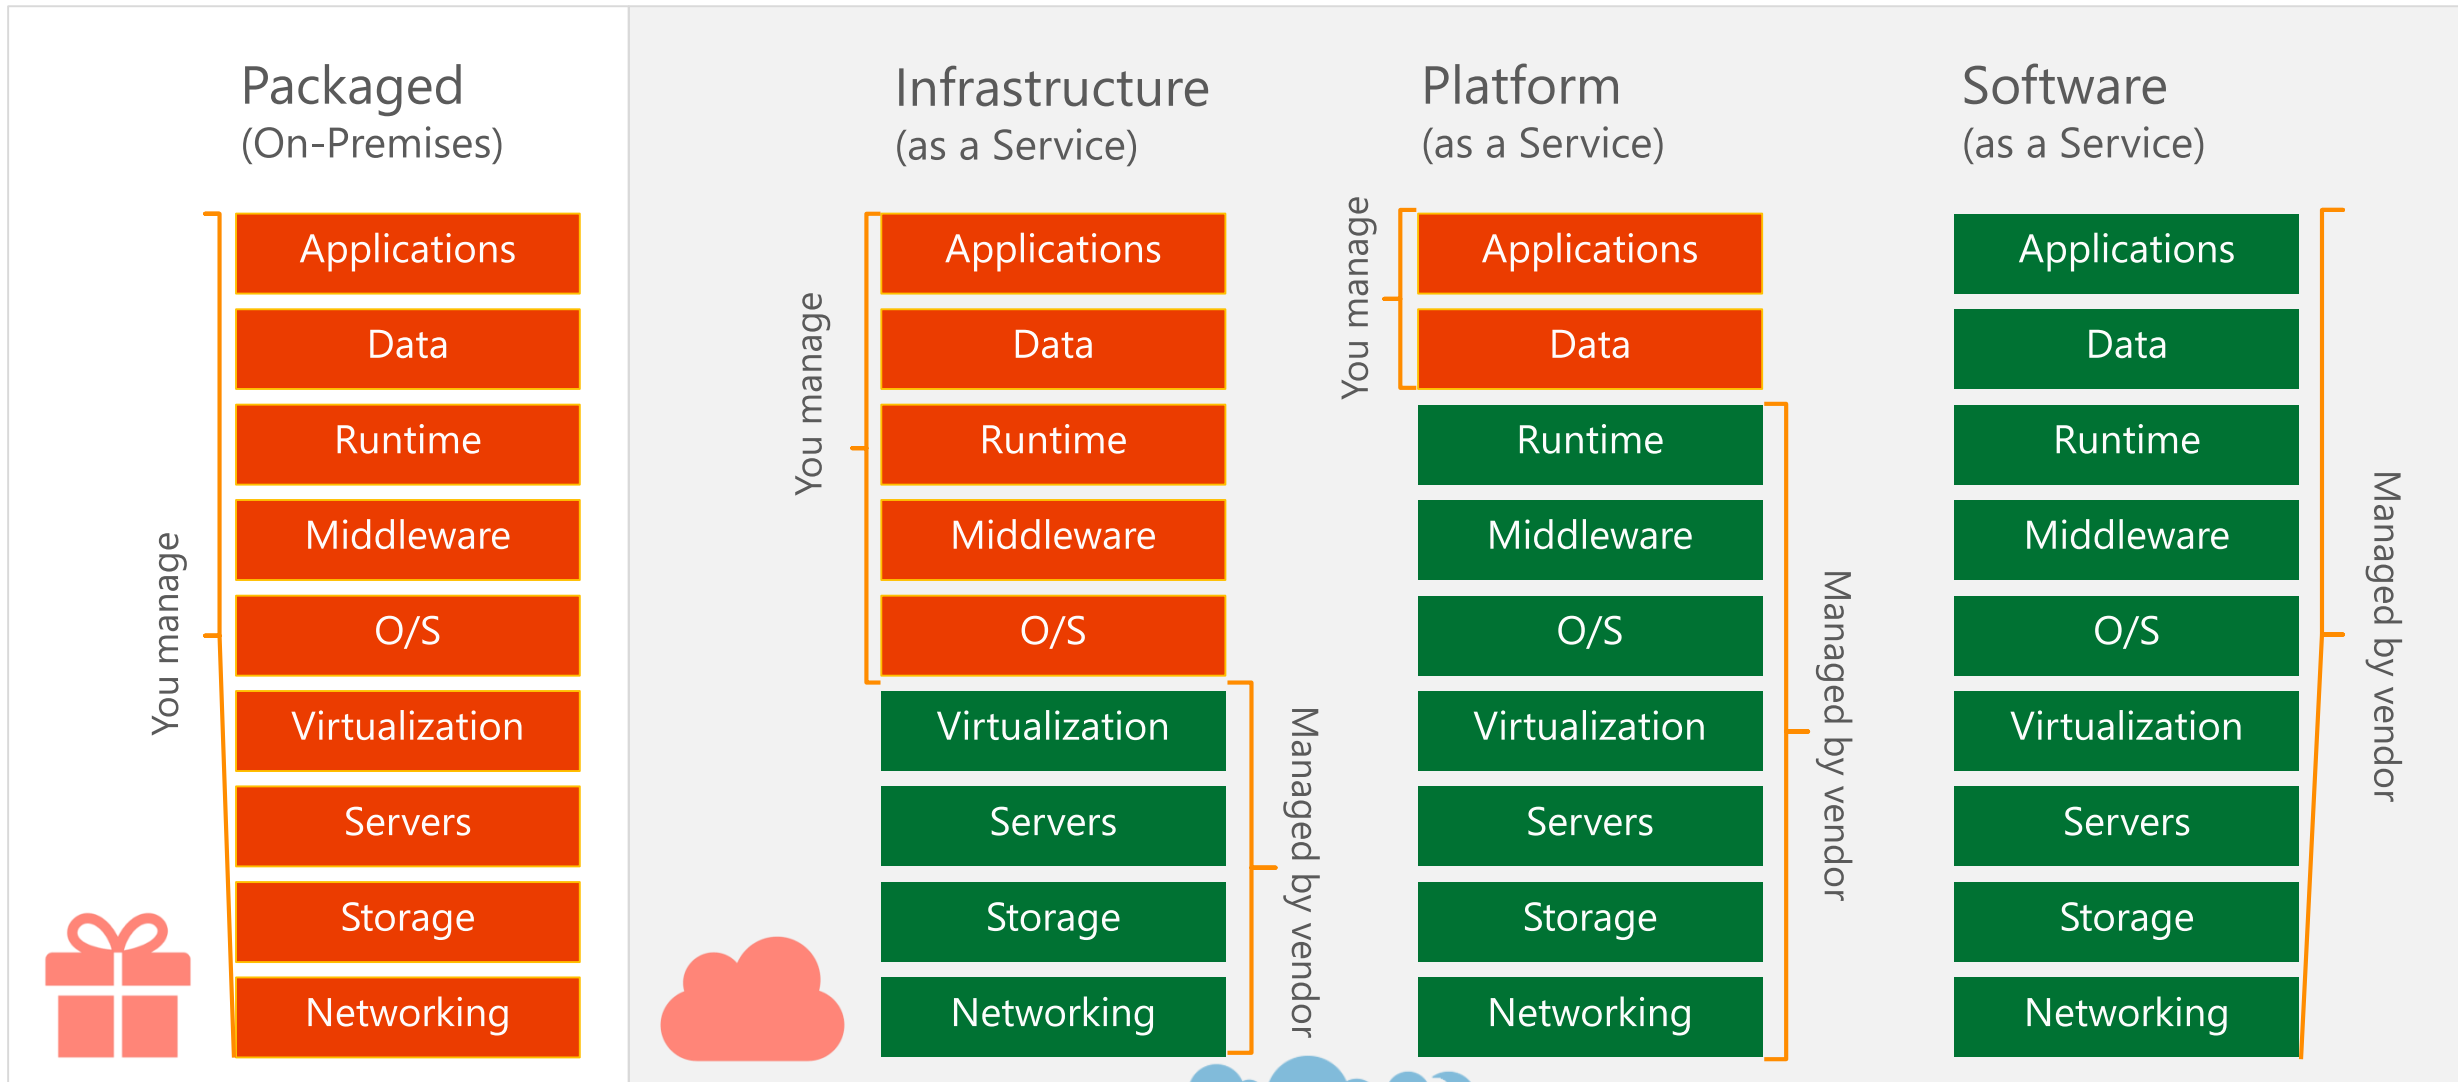 Packaged
(On-Premises)
You manage
Applications
Data
Runtime
Middleware
O/S
Virtualization
Servers
Storage
Networking
Infrastructure
(as a Service)
You manage
Applications
Data
Runtime
Middleware
O/S
Virtualization
Servers
Storage
Networking
Managed by vendor
Platform
(as a Service)
You manage
Applications
Data
Runtime
Middleware
O/S
Virtualization
Servers
Storage
Networking
Managed by vendor
Software
(as a Service)
Applications
Data
Runtime
Middleware
O/S
Virtualization
Servers
Storage
Networking
Managed by vendor